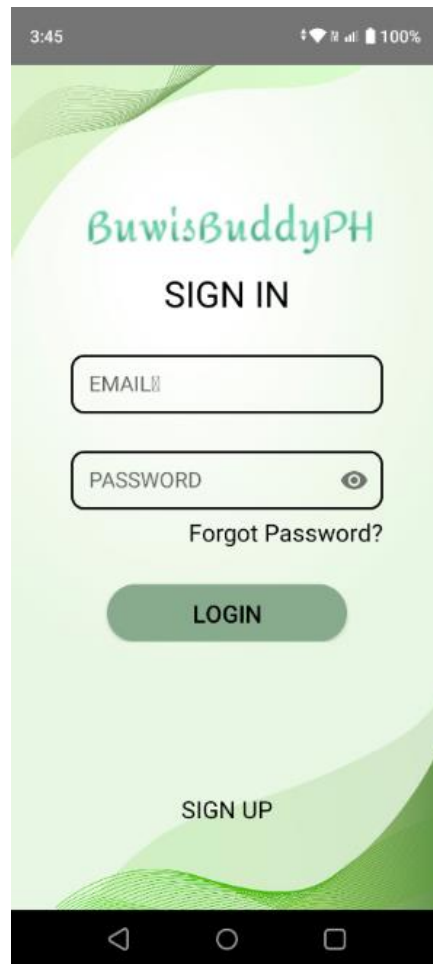 3:45
100%
BuwisBuddyPH
SIGN IN
EMAIL
PASSWORD
Forgot Password?
LOGIN
SIGN UP